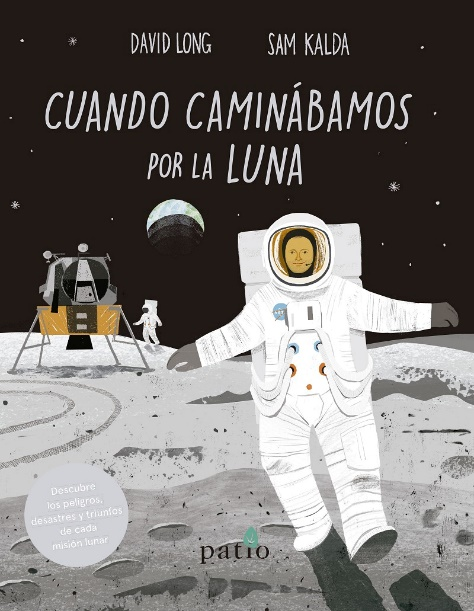 DAVID LONG SAM KALDA
CUANDO CAMINÁBAMOS
POR LA LUNA
Descubre
los peligros,
desastres y triunfos
de cada
misión lunar
patio